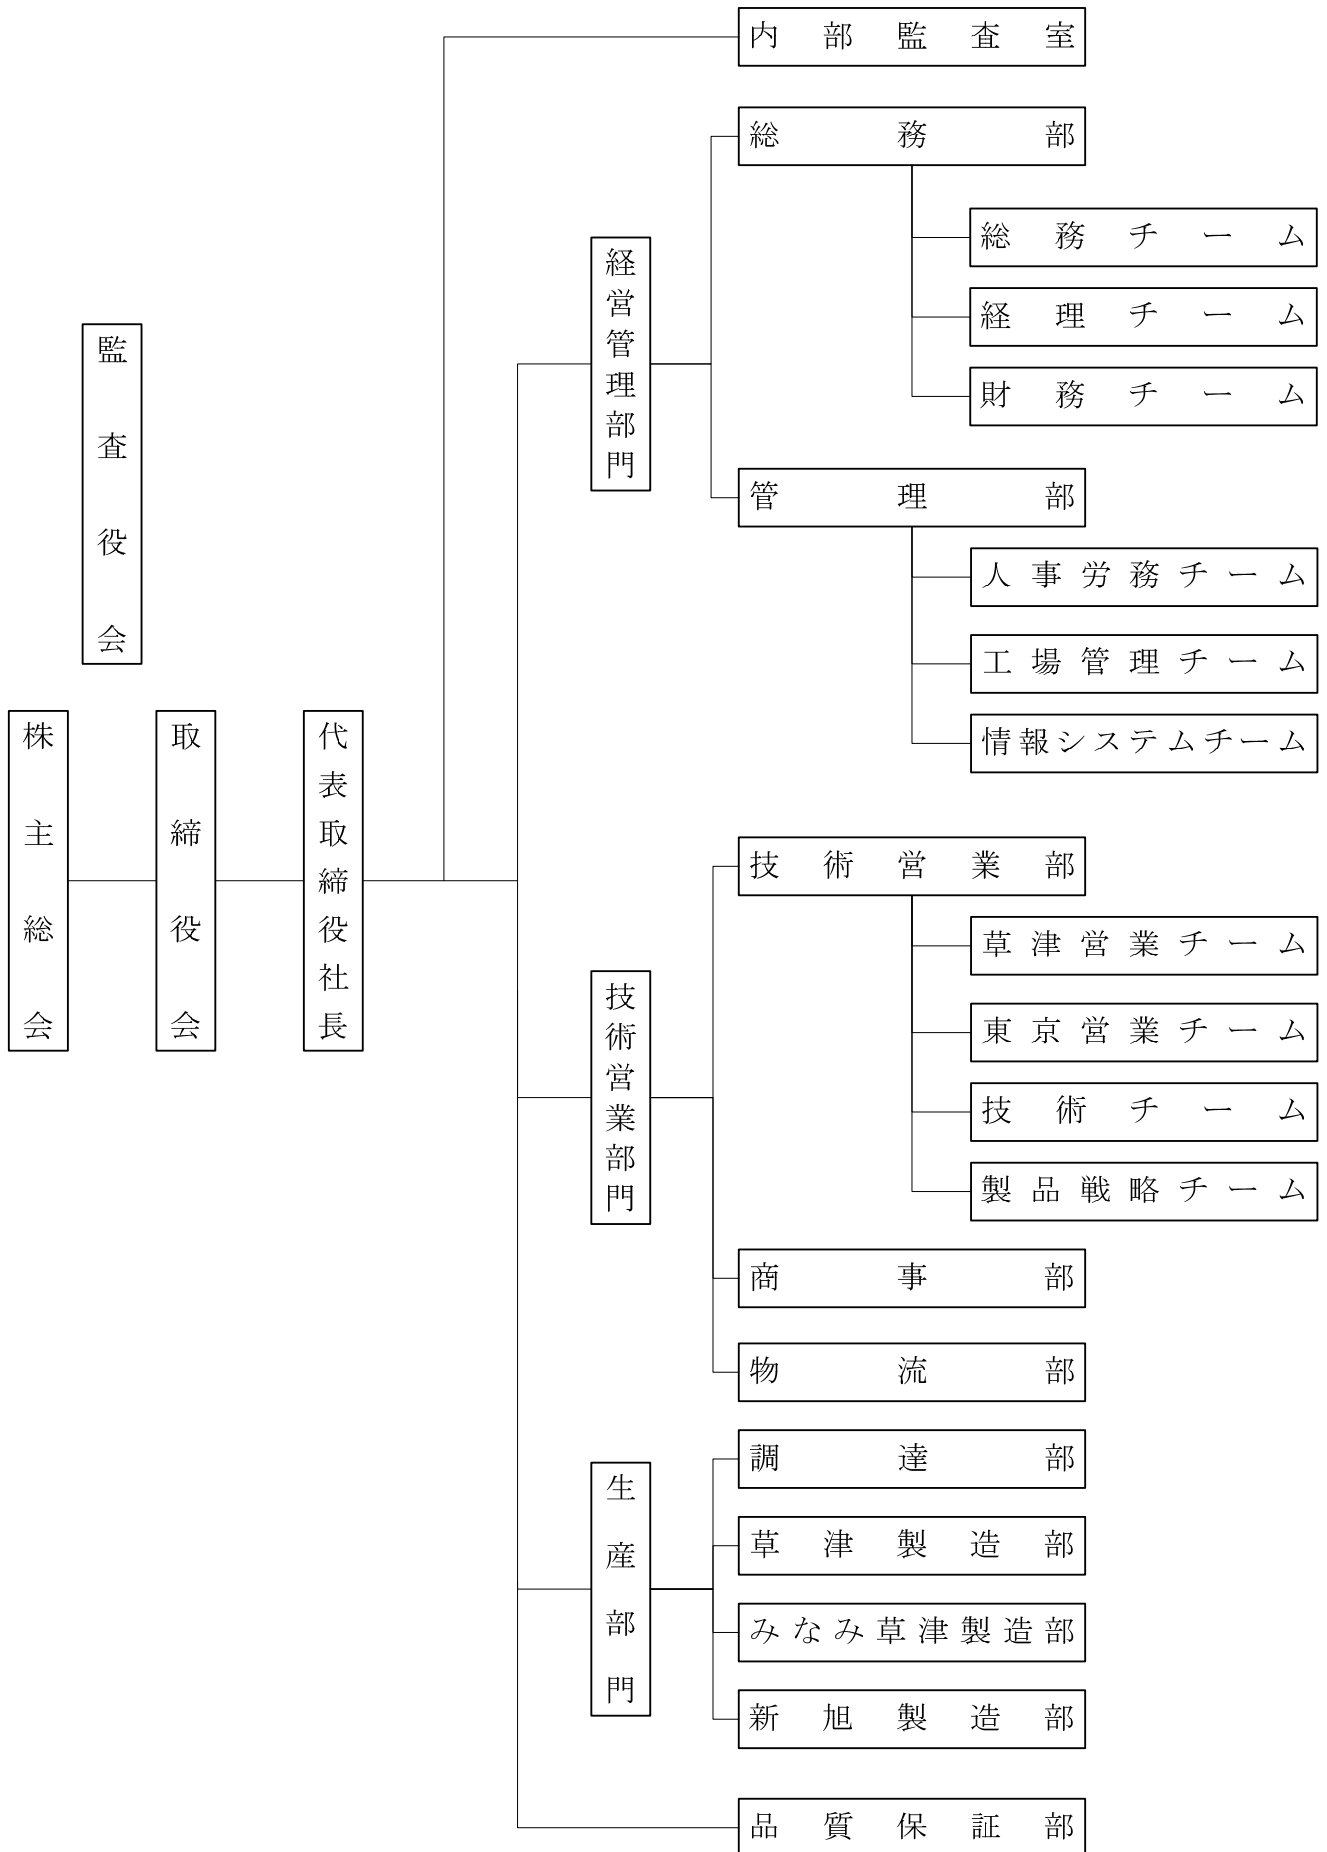 内部監査室
総務部
総務チーム
経理チーム
財務チーム
経営管理部門
管理部
人事労務チーム
工場管理チーム
情報システムチーム
監査役会
株主総会
取締役会
代表取締役社長
技術営業部
草津営業チーム
東京営業チーム
技術チーム
製品戦略チーム
技術営業部門
商事部
物流部
調達部
草津製造部
みなみ草津製造部
新旭製造部
生産部門
品質保証部